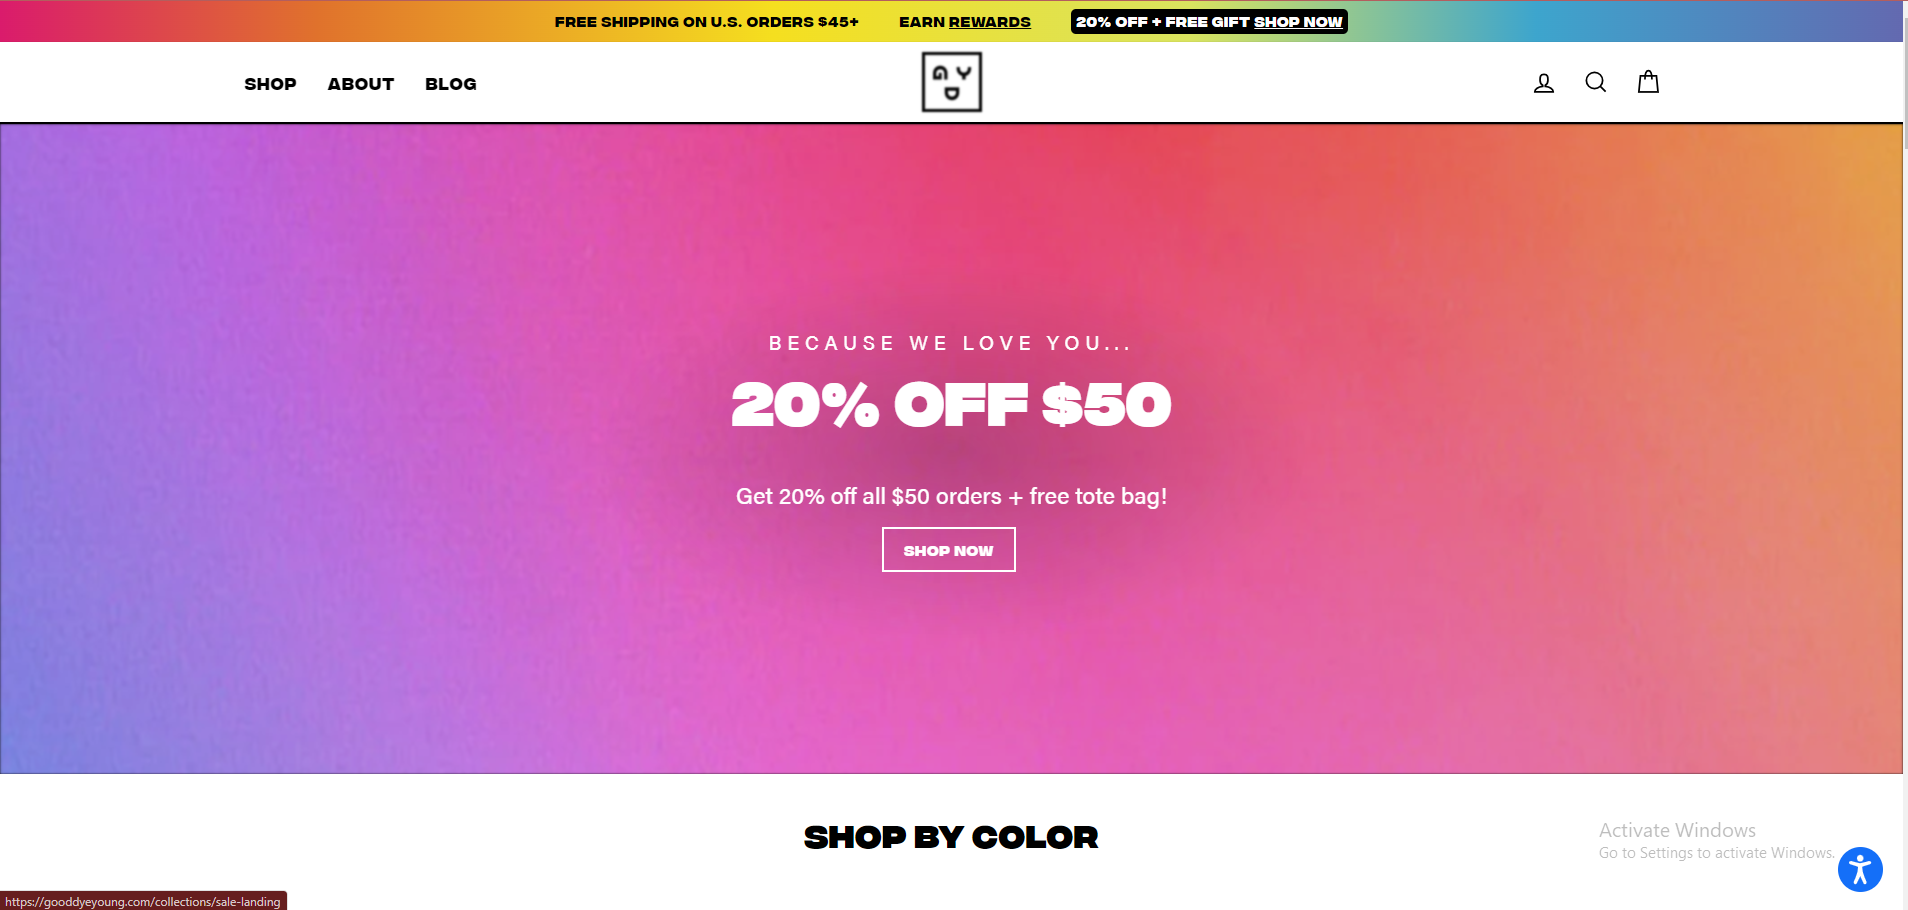 FREE SHIPPING ON U.S. ORDERS $45+ EARN REWARDS 20% OFF + FREE GIFT SHOP NOW
SHOP ABOUT BLOG
G Y
D
BECAUSE WE LOVE YOU...
20% OFF $50
Get 20% off all $50 orders + free tote bag!
SHOP NOW
SHOP BY COLOR
Activate Windows
Go to Settings to activate Windows.
https://gooddyeyoung.com/collections/sale-landing